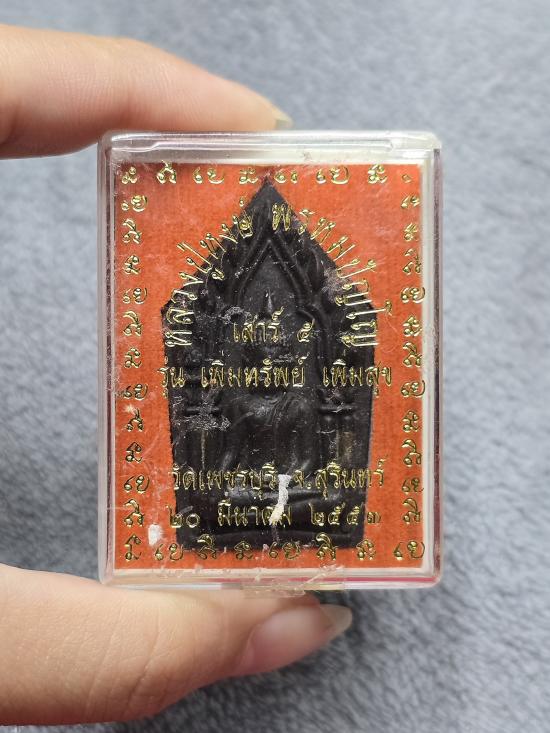 หลวงปู่หงษ์ พรหมปัญโญ
เสาร์ ๕
รุ่น เพิ่มทรัพย์ เพิ่มสุข
วัดเพชรบุรี จ.สุรินทร์
๒๐ มีนาคม ๒๕๕๓